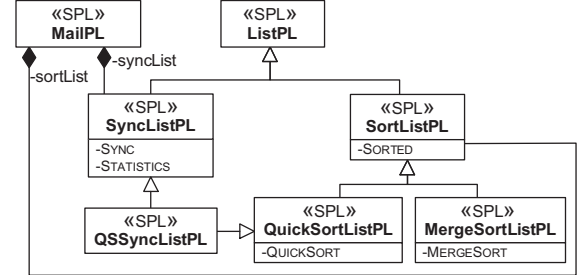 «SPL»
MailPL
«SPL»
ListPL
-syncList
-sortList
«SPL»
SyncListPL
-SYNC
-STATISTICS
«SPL»
SortListPL
-SORTED
«SPL»
QSSyncListPL
«SPL»
QuickSortListPL
-QUICKSORT
«SPL»
MergeSortListPL
-MERGESORT